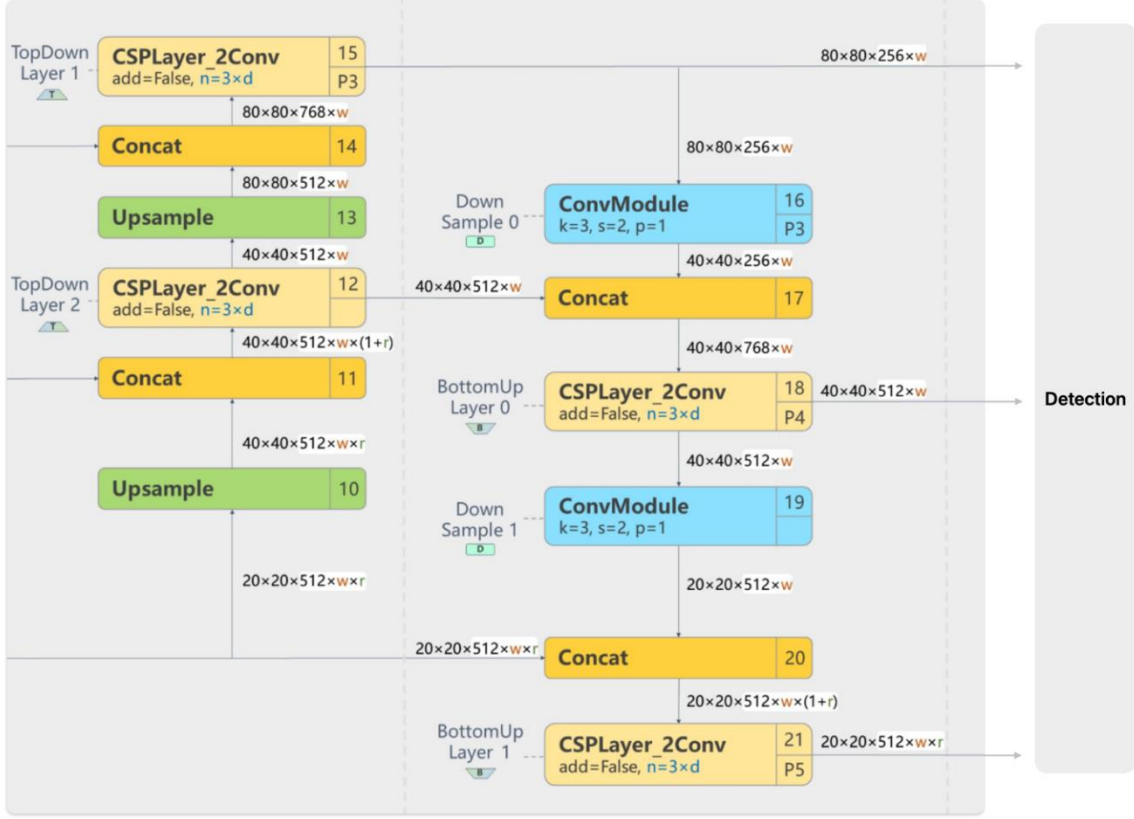 TopDown
Layer 1
T
CSPLayer_2Conv
add=False, n=3×d
15
P3
80×80×768×w
Concat
14
80×80×512×w
Upsample
13
40×40×512×w
TopDown
Layer 2
T
CSPLayer_2Conv
add=False, n=3×d
12
40×40×512×w×(1+r)
Concat
11
40×40×512×w×r
Upsample
10
20×20×512×w×r
80×80×256×w
80×80×256×w
Down
Sample 0
D
ConvModule
k=3, s=2, p=1
16
P3
40×40×256×w
40×40×512×w
Concat
17
40×40×768×w
BottomUp
Layer 0
B
CSPLayer_2Conv
add=False, n=3×d
18
P4
40×40×512×w
40×40×512×w
Down
Sample 1
D
ConvModule
k=3, s=2, p=1
19
20×20×512×w
20×20×512×w×r
Concat
20
20×20×512×w×(1+r)
BottomUp
Layer 1
B
CSPLayer_2Conv
add=False, n=3×d
21
P5
20×20×512×w×r
Detection